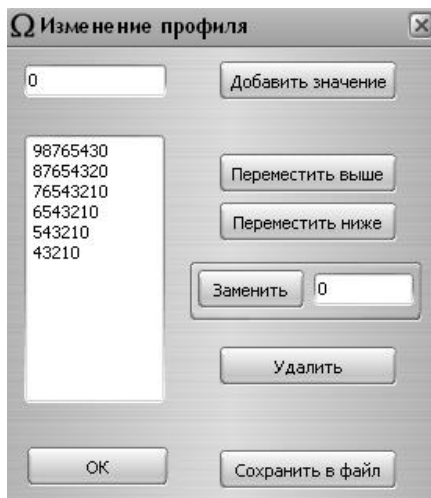 Ω Изменение профиля
0
Добавить значение
98765430
87654320
76543210
6543210
543210
43210
Переместить выше
Переместить ниже
Заменить
0
Удалить
ОК
Сохранить в файл